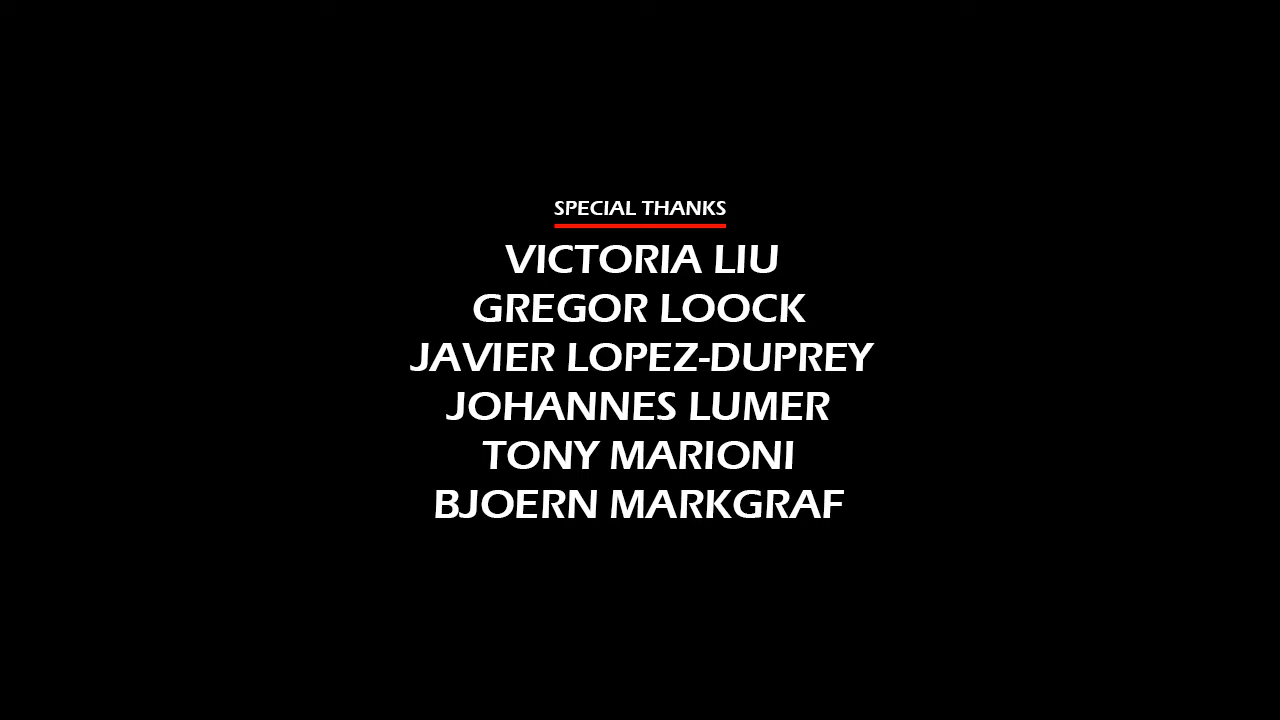 SPECIAL THANKS
VICTORIA LIU
GREGOR LOOCK
JAVIER LOPEZ-DUPREY
JOHANNES LUMER
TONY MARIONI
BJOERN MARKGRAF